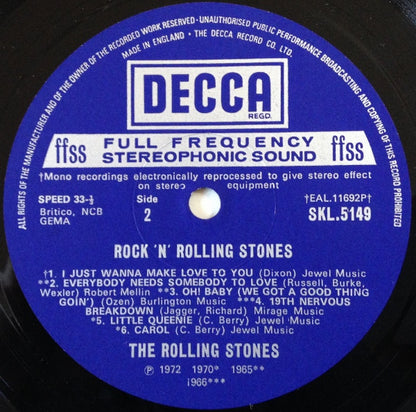 ALL RIGHTS OF THE MANUFACTURER AND OF THE OWNER OF THE RECORDED WORK RESERVED · UNAUTHORISED PUBLIC PERFORMANCE BROADCASTING AND COPYING OF THIS RECORD PROHIBITED
MADE IN ENGLAND · THE DECCA RECORD CO. LTD.
DECCA
REGD.
ffss FULL FREQUENCY ffss
STEREOPHONIC SOUND
†Mono recordings electronically reprocessed to give stereo effect
on stereo equipment
SPEED 33-⅓ Side †EAL.11692P†
Britico, NCB 2 SKL.5149
GEMA
ROCK 'N' ROLLING STONES
†1. I JUST WANNA MAKE LOVE TO YOU (Dixon) Jewel Music
**2. EVERYBODY NEEDS SOMEBODY TO LOVE (Russell, Burke,
Wexler) Robert Mellin **3. OH! BABY (WE GOT A GOOD THING
GOIN') (Ozen) Burlington Music ***4. 19TH NERVOUS
BREAKDOWN (Jagger, Richard) Mirage Music
*5. LITTLE QUEENIE (C. Berry) Jewel Music
*6. CAROL (C. Berry) Jewel Music
THE ROLLING STONES
Ⓟ 1972 1970* 1965**
1966***